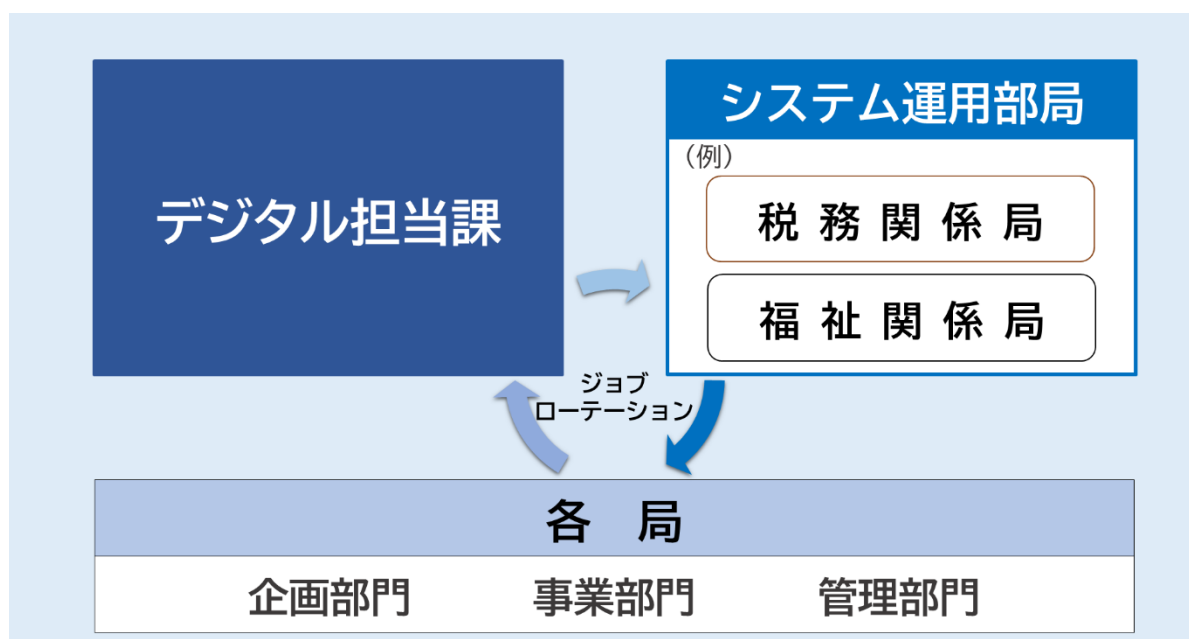 デジタル担当課
システム運用部局
（例）
税務関係局
福祉関係局
ジョブ
ローテーション
各局
企画部門 事業部門 管理部門